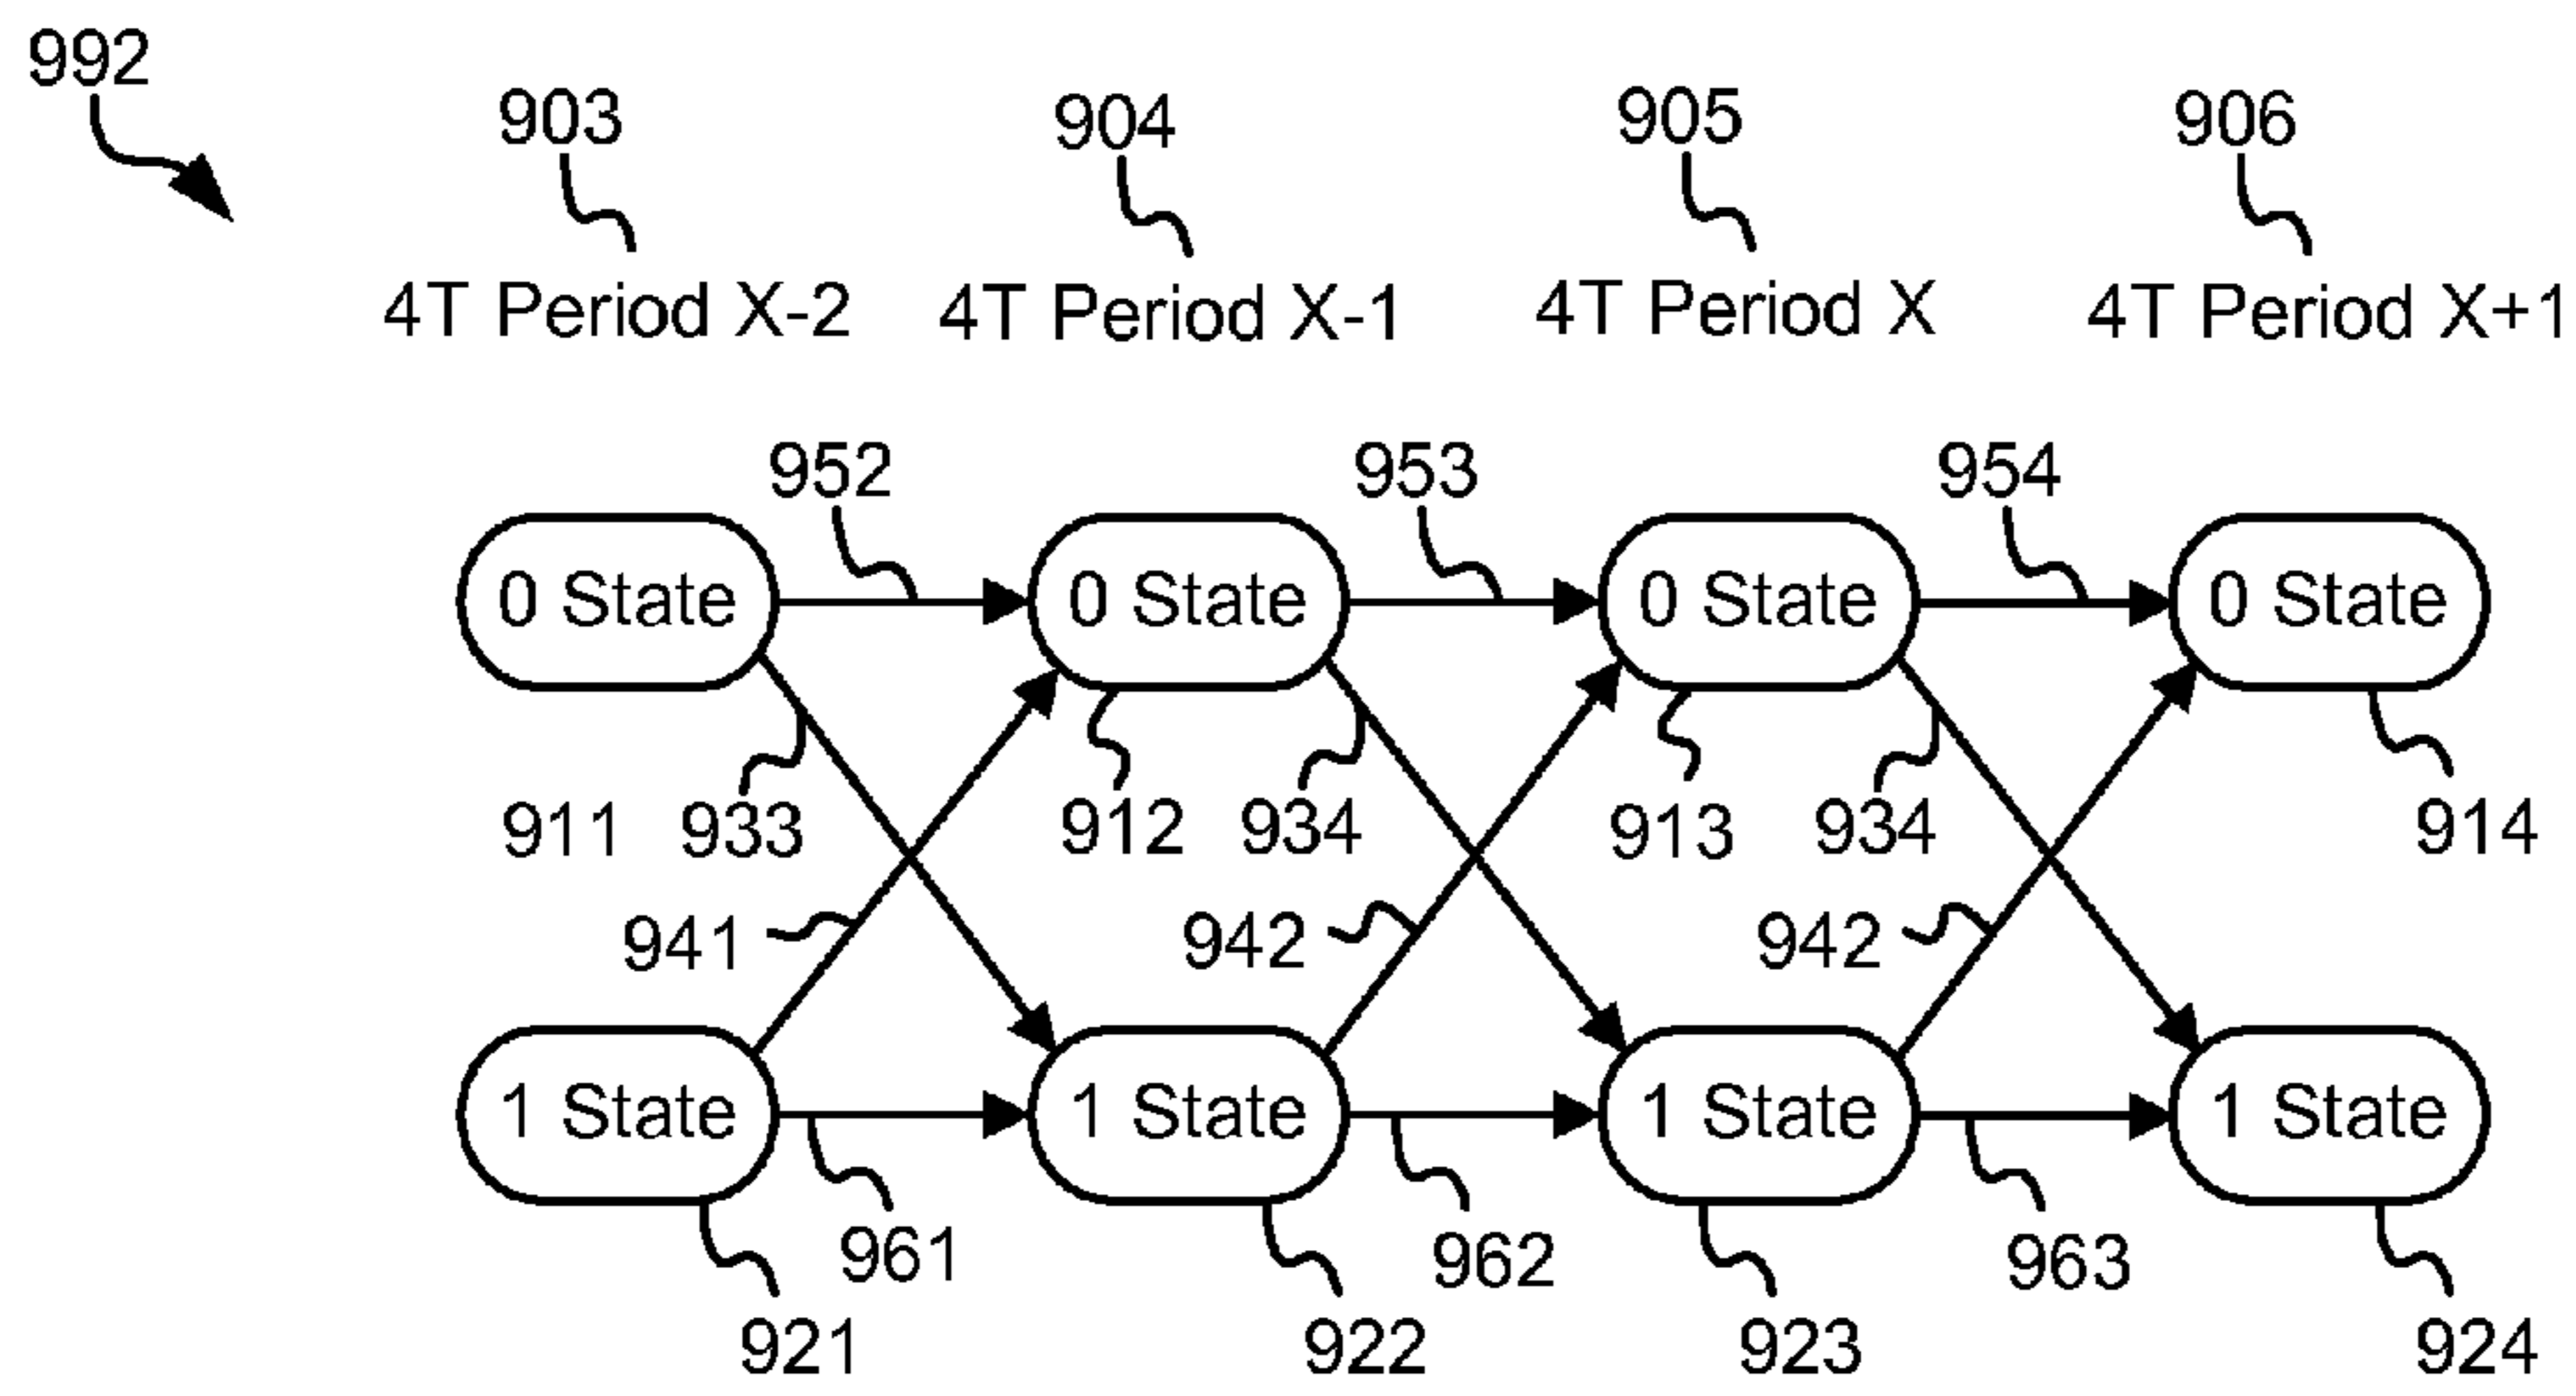 992
903 904 905 906
4T Period X-2 4T Period X-1 4T Period X 4T Period X+1
952 953 954
0 State 0 State 0 State 0 State
911 933 912 934 913 934 914
941 942 942
1 State 1 State 1 State 1 State
961 962 963
921 922 923 924